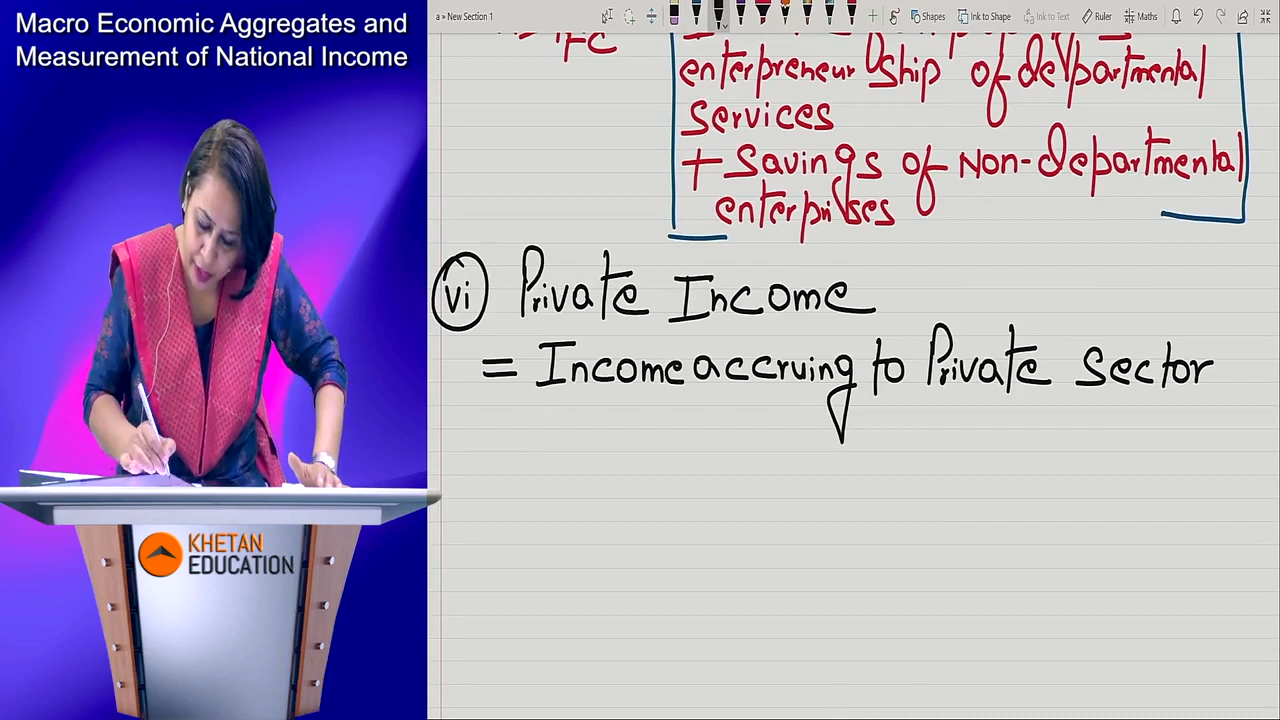 Macro Economic Aggregates and
Measurement of National Income
a » New Section 1
Shapes
Ink to Shape
Ink to Text
Ruler
Maths
enterpreneurship of departmental
Services
+ Savings of Non-departmental
enterprises
vi Private Income
= Income accruing to Private Sector
KHETAN
EDUCATION